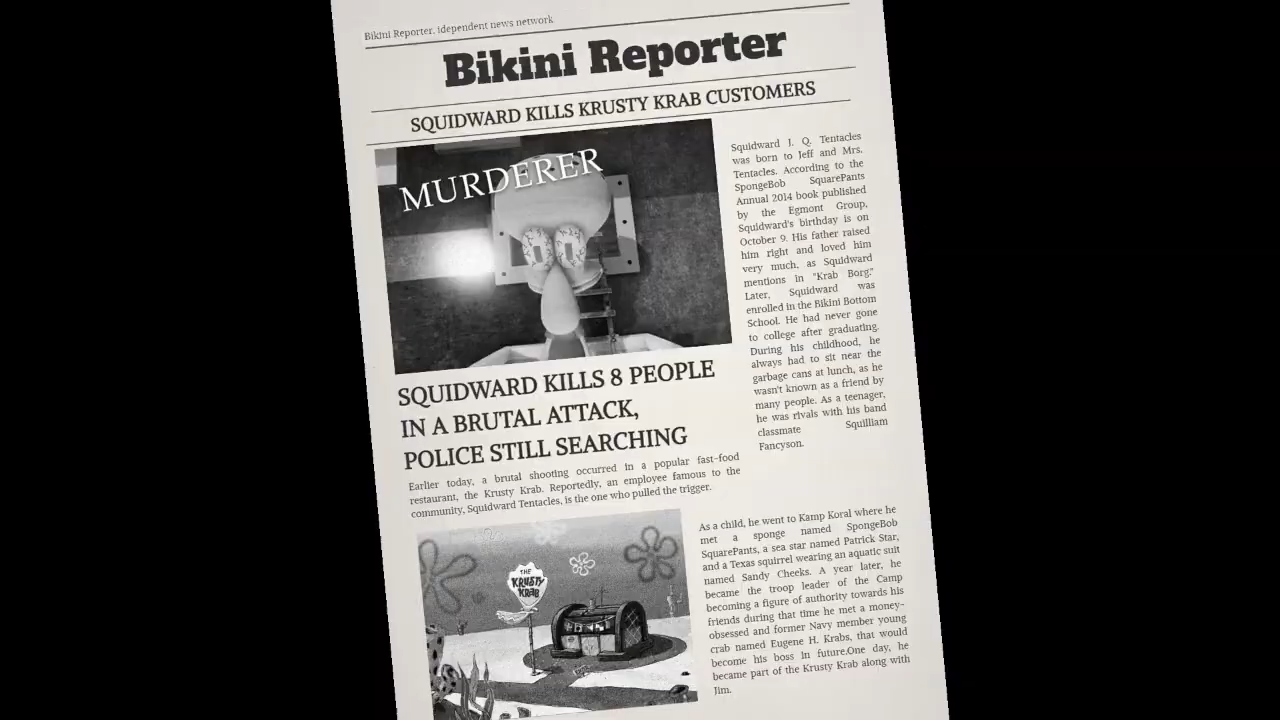 Bikini Reporter, idependent news network
Bikini Reporter
SQUIDWARD KILLS KRUSTY KRAB CUSTOMERS
MURDERER
SQUIDWARD KILLS 8 PEOPLE
IN A BRUTAL ATTACK,
POLICE STILL SEARCHING
Earlier today, a brutal shooting occurred in a popular fast-food
restaurant, the Krusty Krab. Reportedly, an employee famous to the
community, Squidward Tentacles, is the one who pulled the trigger.
Squidward J. Q. Tentacles
was born to Jeff and Mrs.
Tentacles. According to the
SpongeBob SquarePants
Annual 2014 book published
by the Egmont Group,
Squidward's birthday is on
October 9. His father raised
him right and loved him
very much, as Squidward
mentions in "Krab Borg."
Later, Squidward was
enrolled in the Bikini Bottom
School. He had never gone
to college after graduating.
During his childhood, he
always had to sit near the
garbage cans at lunch, as he
wasn't known as a friend by
many people. As a teenager,
he was rivals with his band
classmate Squilliam
Fancyson.
THE
KRUSTY
KRAB
As a child, he went to Kamp Koral where he
met a sponge named SpongeBob
SquarePants, a sea star named Patrick Star,
and a Texas squirrel wearing an aquatic suit
named Sandy Cheeks. A year later, he
became the troop leader of the Camp
becoming a figure of authority towards his
friends during that time he met a money-
obsessed and former Navy member young
crab named Eugene H. Krabs, that would
become his boss in future.One day, he
became part of the Krusty Krab along with
Jim.